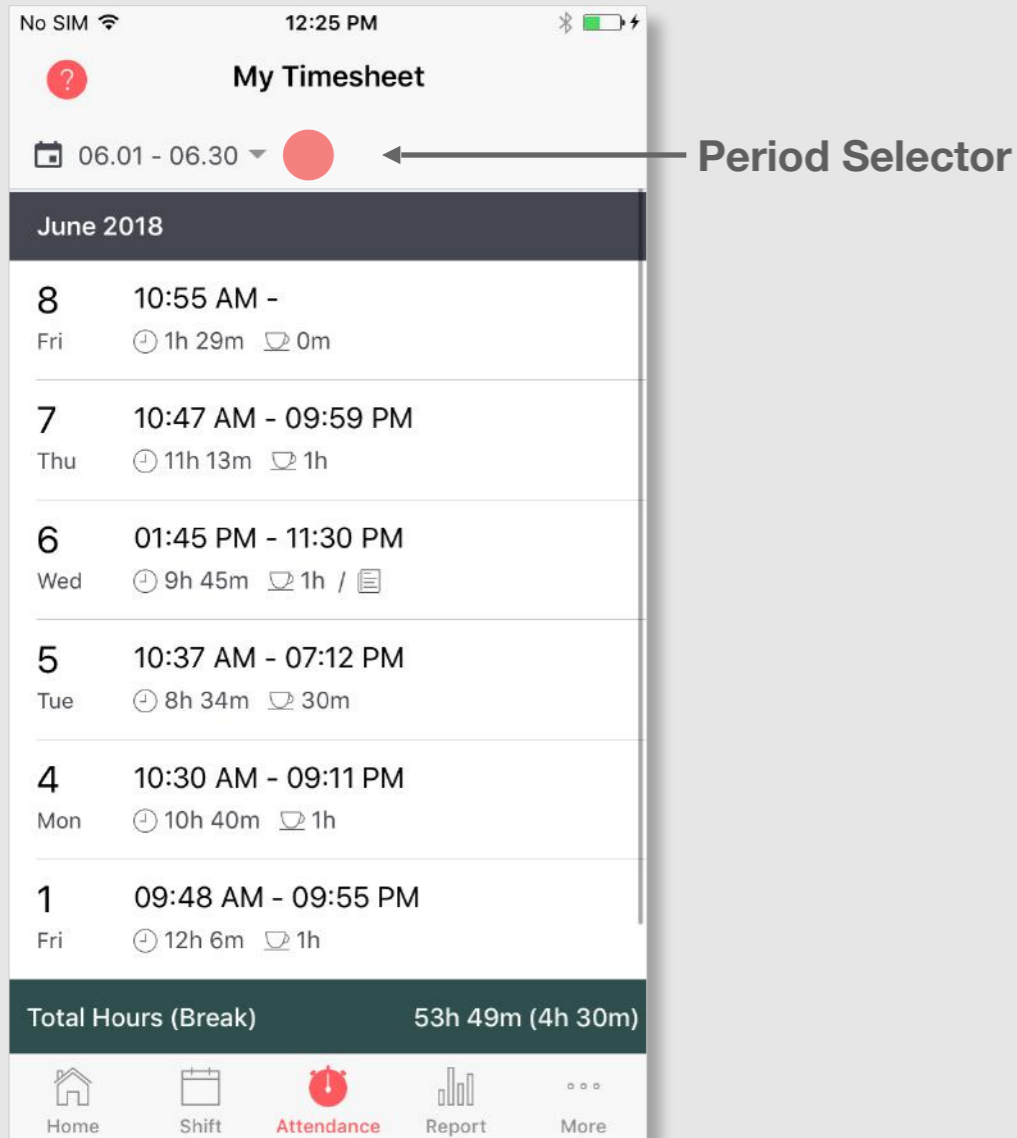 No SIM 12:25 PM
?
My Timesheet
06.01 - 06.30
Period Selector
June 2018
8 10:55 AM -
Fri 1h 29m 0m
7 10:47 AM - 09:59 PM
Thu 11h 13m 1h
6 01:45 PM - 11:30 PM
Wed 9h 45m 1h /
5 10:37 AM - 07:12 PM
Tue 8h 34m 30m
4 10:30 AM - 09:11 PM
Mon 10h 40m 1h
1 09:48 AM - 09:55 PM
Fri 12h 6m 1h
Total Hours (Break) 53h 49m (4h 30m)
Home Shift Attendance Report More